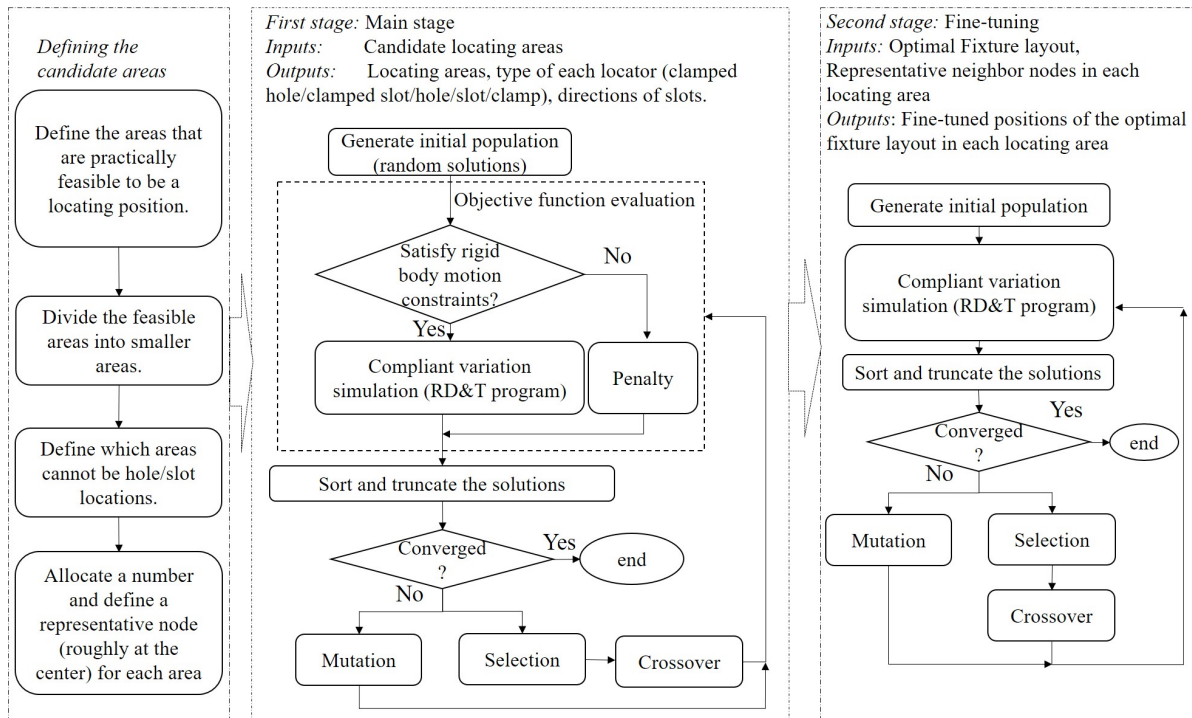 Defining the
candidate areas
Define the areas that
are practically
feasible to be a
locating position.
Divide the feasible
areas into smaller
areas.
Define which areas
cannot be hole/slot
locations.
Allocate a number
and define a
representative node
(roughly at the
center) for each area
First stage: Main stage
Inputs: Candidate locating areas
Outputs: Locating areas, type of each locator (clamped
hole/clamped slot/hole/slot/clamp), directions of slots.
Generate initial population
(random solutions)
Objective function evaluation
Satisfy rigid
body motion
constraints?
No
Yes
Compliant variation
simulation (RD&T program)
Penalty
Sort and truncate the solutions
Converged
?
Yes
end
No
Mutation
Selection
Crossover
Second stage: Fine-tuning
Inputs: Optimal Fixture layout,
Representative neighbor nodes in each
locating area
Outputs: Fine-tuned positions of the optimal
fixture layout in each locating area
Generate initial population
Compliant variation
simulation (RD&T program)
Sort and truncate the solutions
Converged
?
Yes
end
No
Mutation
Selection
Crossover